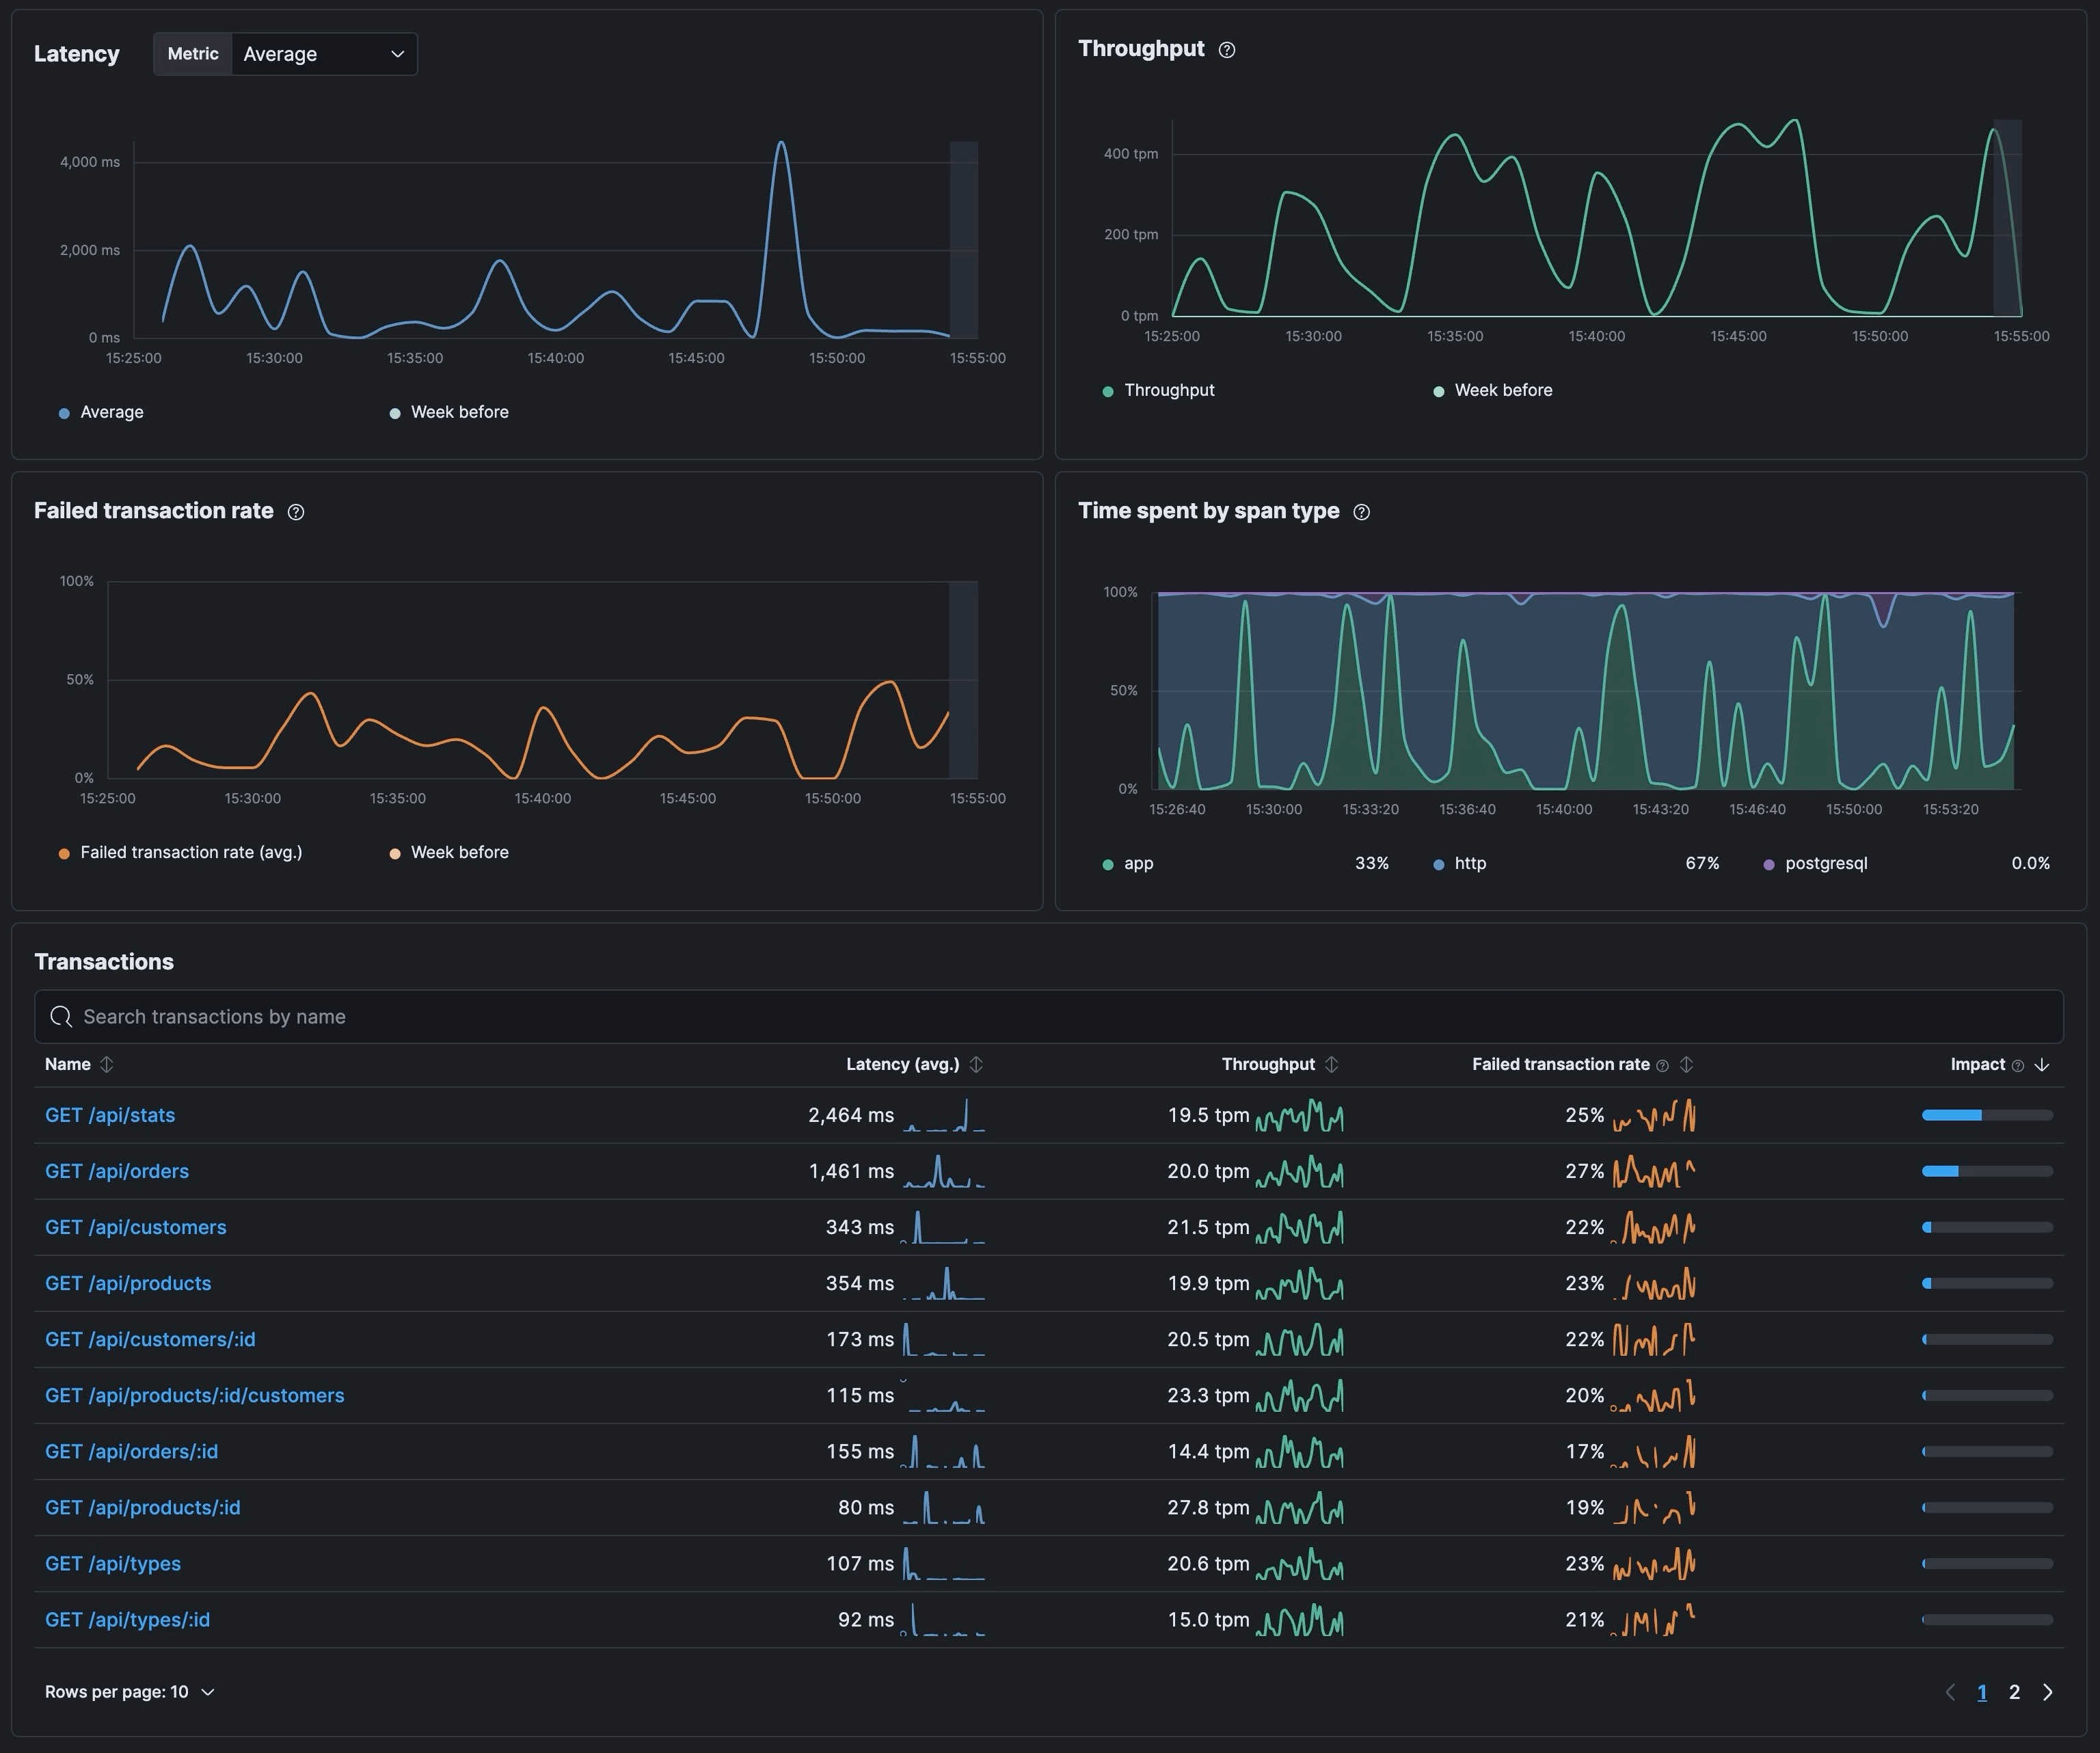 Latency Metric Average
4,000 ms
2,000 ms
0 ms
15:25:00 15:30:00 15:35:00 15:40:00 15:45:00 15:50:00 15:55:00
Average Week before
Throughput
400 tpm
200 tpm
0 tpm
15:25:00 15:30:00 15:35:00 15:40:00 15:45:00 15:50:00 15:55:00
Throughput Week before
Failed transaction rate
100%
50%
0%
15:25:00 15:30:00 15:35:00 15:40:00 15:45:00 15:50:00 15:55:00
Failed transaction rate (avg.) Week before
Time spent by span type
100%
50%
0%
15:26:40 15:30:00 15:33:20 15:36:40 15:40:00 15:43:20 15:46:40 15:50:00 15:53:20
app 33% http 67% postgresql 0.0%
Transactions
Search transactions by name
Name Latency (avg.) Throughput Failed transaction rate Impact
GET /api/stats 2,464 ms 19.5 tpm 25%
GET /api/orders 1,461 ms 20.0 tpm 27%
GET /api/customers 343 ms 21.5 tpm 22%
GET /api/products 354 ms 19.9 tpm 23%
GET /api/customers/:id 173 ms 20.5 tpm 22%
GET /api/products/:id/customers 115 ms 23.3 tpm 20%
GET /api/orders/:id 155 ms 14.4 tpm 17%
GET /api/products/:id 80 ms 27.8 tpm 19%
GET /api/types 107 ms 20.6 tpm 23%
GET /api/types/:id 92 ms 15.0 tpm 21%
Rows per page: 10 1 2